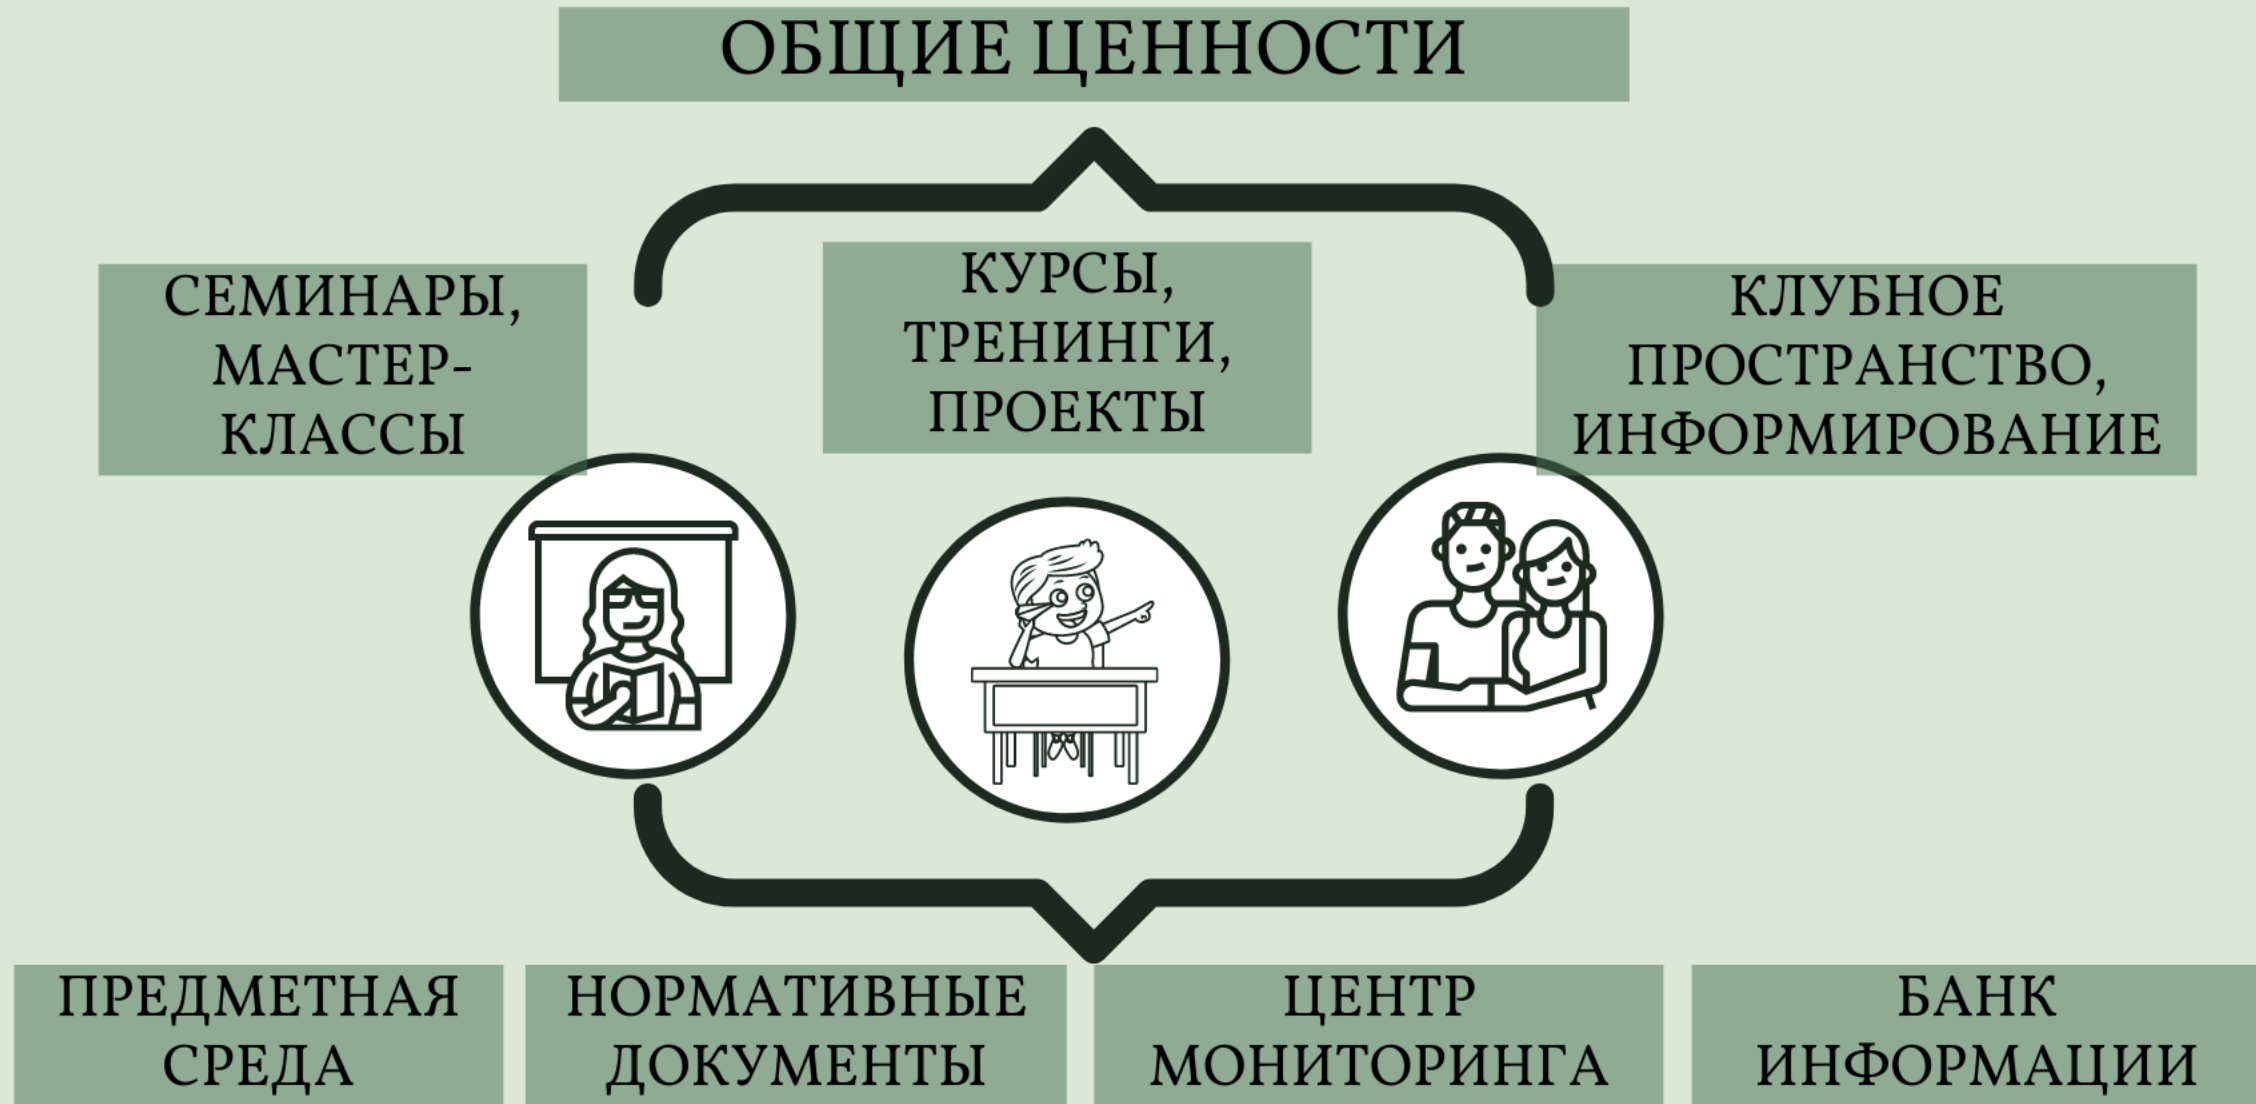 ОБЩИЕ ЦЕННОСТИ
СЕМИНАРЫ,
МАСТЕР-
КЛАССЫ
КУРСЫ,
ТРЕНИНГИ,
ПРОЕКТЫ
КЛУБНОЕ
ПРОСТРАНСТВО,
ИНФОРМИРОВАНИЕ
ПРЕДМЕТНАЯ
СРЕДА
НОРМАТИВНЫЕ
ДОКУМЕНТЫ
ЦЕНТР
МОНИТОРИНГА
БАНК
ИНФОРМАЦИИ